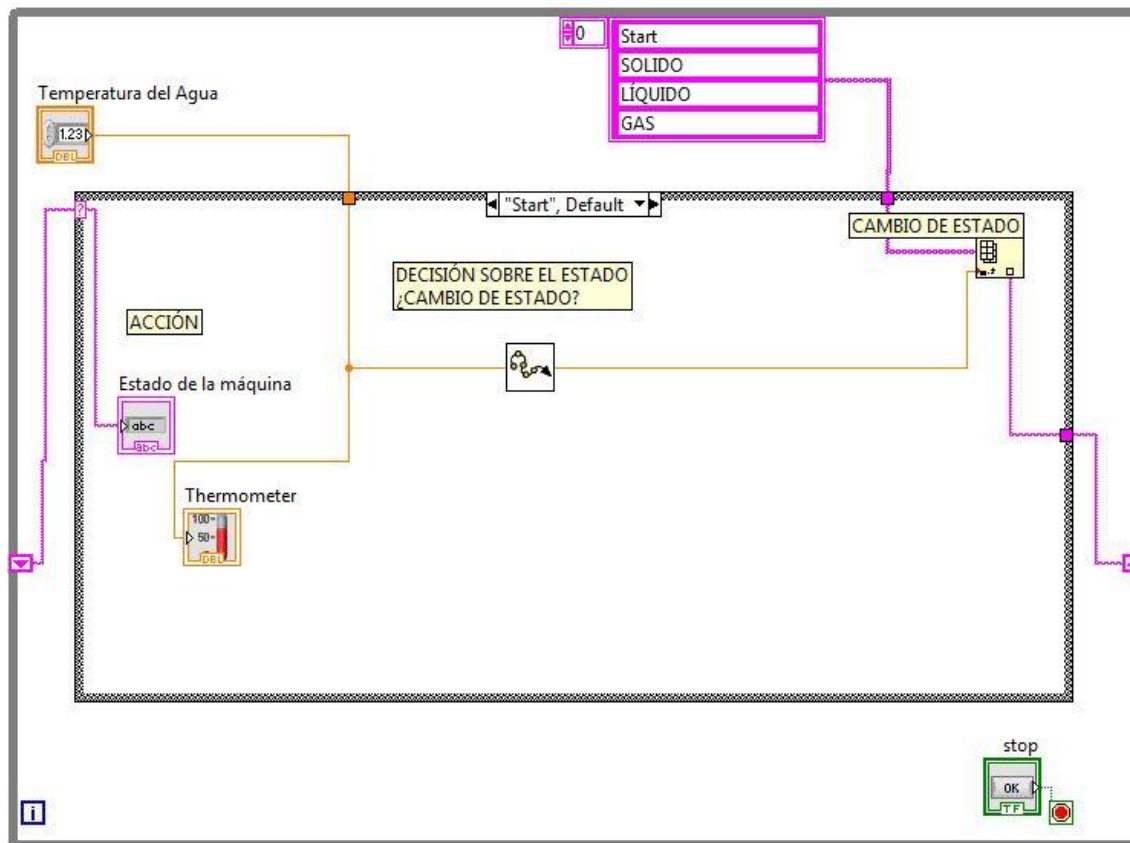 0
Start
SOLIDO
LÍQUIDO
GAS
Temperatura del Agua
1.23
DBL
"Start", Default
?
CAMBIO DE ESTADO
DECISIÓN SOBRE EL ESTADO
¿CAMBIO DE ESTADO?
ACCIÓN
Estado de la máquina
abc
abc
Thermometer
100
50
DBL
stop
OK
TF
i